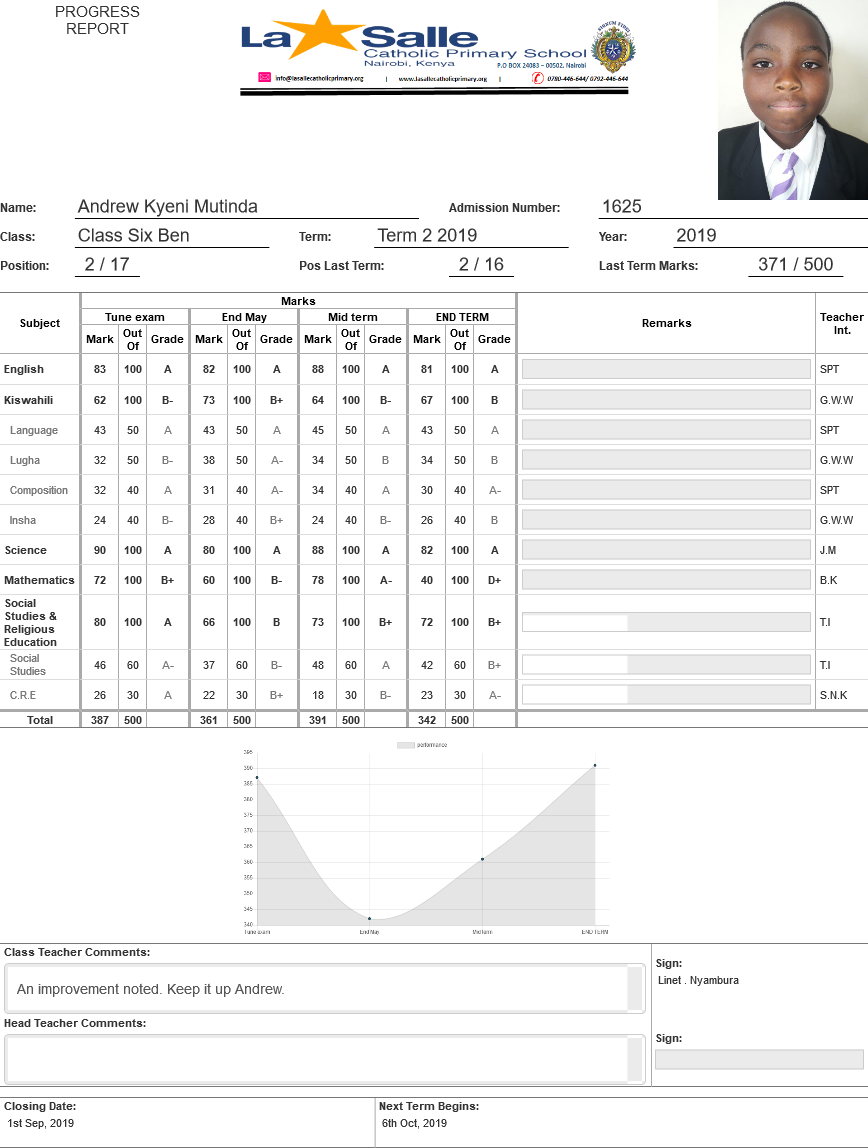 PROGRESS
REPORT
La Salle
Catholic Primary School
Nairobi, Kenya
P.O BOX 24083 – 00502, Nairobi
info@lasallecatholicprimary.org | www.lasallecatholicprimary.org | 0780-446-644/ 0792-446-644
Name: Andrew Kyeni Mutinda Admission Number: 1625
Class: Class Six Ben Term: Term 2 2019 Year: 2019
Position: 2 / 17 Pos Last Term: 2 / 16 Last Term Marks: 371 / 500
Marks
Subject Tune exam End May Mid term END TERM Remarks Teacher Int.
Mark Out Of Grade Mark Out Of Grade Mark Out Of Grade Mark Out Of Grade
English 83 100 A 82 100 A 88 100 A 81 100 A SPT
Kiswahili 62 100 B- 73 100 B+ 64 100 B- 67 100 B G.W.W
Language 43 50 A 43 50 A 45 50 A 43 50 A SPT
Lugha 32 50 B- 38 50 A- 34 50 B 34 50 B G.W.W
Composition 32 40 A 31 40 A- 34 40 A 30 40 A- SPT
Insha 24 40 B- 28 40 B+ 24 40 B- 26 40 B G.W.W
Science 90 100 A 80 100 A 88 100 A 82 100 A J.M
Mathematics 72 100 B+ 60 100 B- 78 100 A- 40 100 D+ B.K
Social
Studies &
Religious
Education 80 100 A 66 100 B 73 100 B+ 72 100 B+ T.I
Social
Studies 46 60 A- 37 60 B- 48 60 A 42 60 B+ T.I
C.R.E 26 30 A 22 30 B+ 18 30 B- 23 30 A- S.N.K
Total 387 500 361 500 391 500 342 500
performance
395
390
385
380
375
370
365
360
355
350
345
340
Tune exam End May Mid term END TERM
Class Teacher Comments:
An improvement noted. Keep it up Andrew.
Sign:
Linet . Nyambura
Head Teacher Comments:
Sign:
Closing Date: Next Term Begins:
1st Sep, 2019 6th Oct, 2019